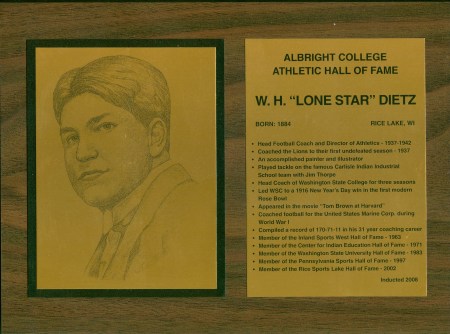 ALBRIGHT COLLEGE
ATHLETIC HALL OF FAME
W. H. "LONE STAR" DIETZ
BORN: 1884 RICE LAKE, WI
• Head Football Coach and Director of Athletics - 1937-1942
• Coached the Lions to their first undefeated season - 1937
• An accomplished painter and illustrator
• Played tackle on the famous Carlisle Indian Industrial
School team with Jim Thorpe
• Head Coach of Washington State College for three seasons
• Led WSC to a 1916 New Year's Day win in the first modern
Rose Bowl
• Appeared in the movie "Tom Brown at Harvard"
• Coached football for the United States Marine Corp. during
World War I
• Compiled a record of 170-71-11 in his 31 year coaching career
• Member of the Inland Sports West Hall of Fame - 1963
• Member of the Center for Indian Education Hall of Fame - 1971
• Member of the Washington State University Hall of Fame - 1983
• Member of the Pennsylvania Sports Hall of Fame - 1997
• Member of the Rice Sports Lake Hall of Fame - 2002
Inducted 2008